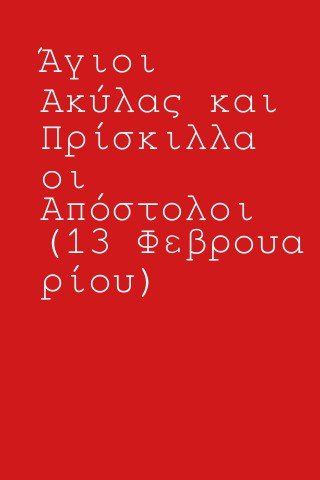 Άγιοι
Ακύλας και
Πρίσκιλλα
οι
Απόστολοι
(13 Φεβρουα
ρίου)